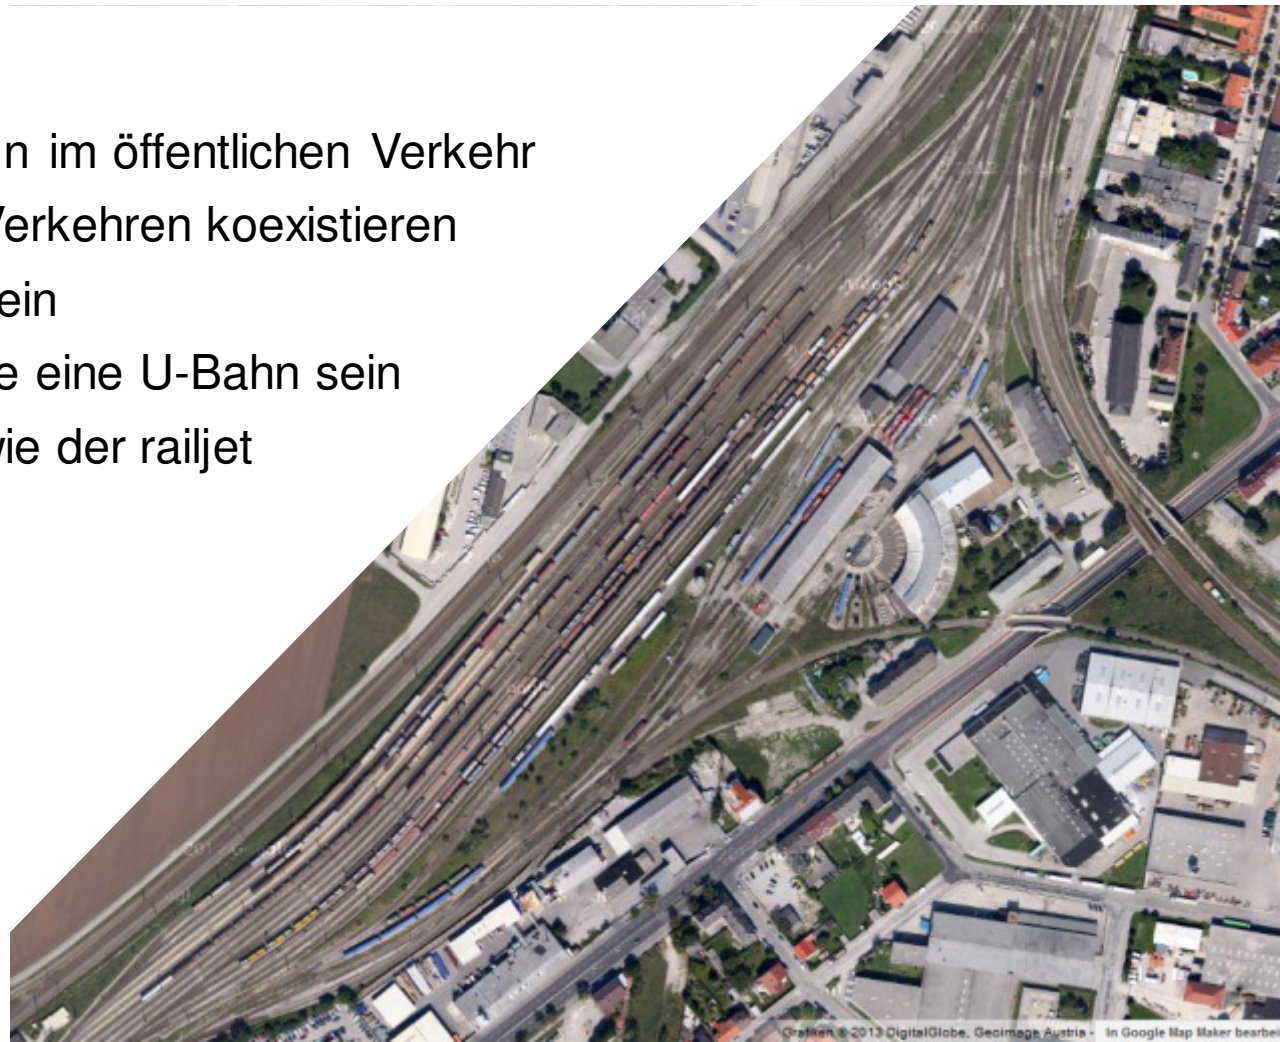 n im öffentlichen Verkehr
Verkehren koexistieren
ein
e eine U-Bahn sein
vie der railjet
Grafiken © 2013 DigitalGlobe, Geoimage Austria - In Google Map Maker bearbei